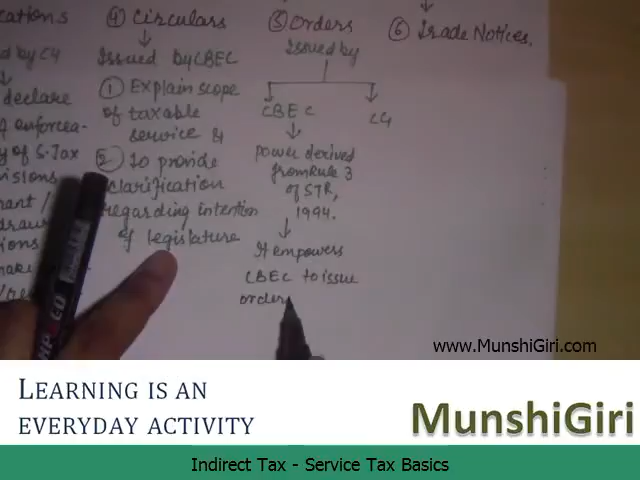 cations
ed by C4
declare
f enforcea-
y of S.Tax
visions
④ Circulars
Issued by CBEC
① Explain scope
of taxable
service &
② To provide
clarification
regarding intention
of legislature
⑤ Orders
Issued by
CBEC
CG
Power derived
from Rule 3
of STR,
1994.
It empowers
CBEC to issue
order
⑥ Trade Notices.
www.MunshiGiri.com
LEARNING IS AN
EVERYDAY ACTIVITY
MunshiGiri
Indirect Tax - Service Tax Basics